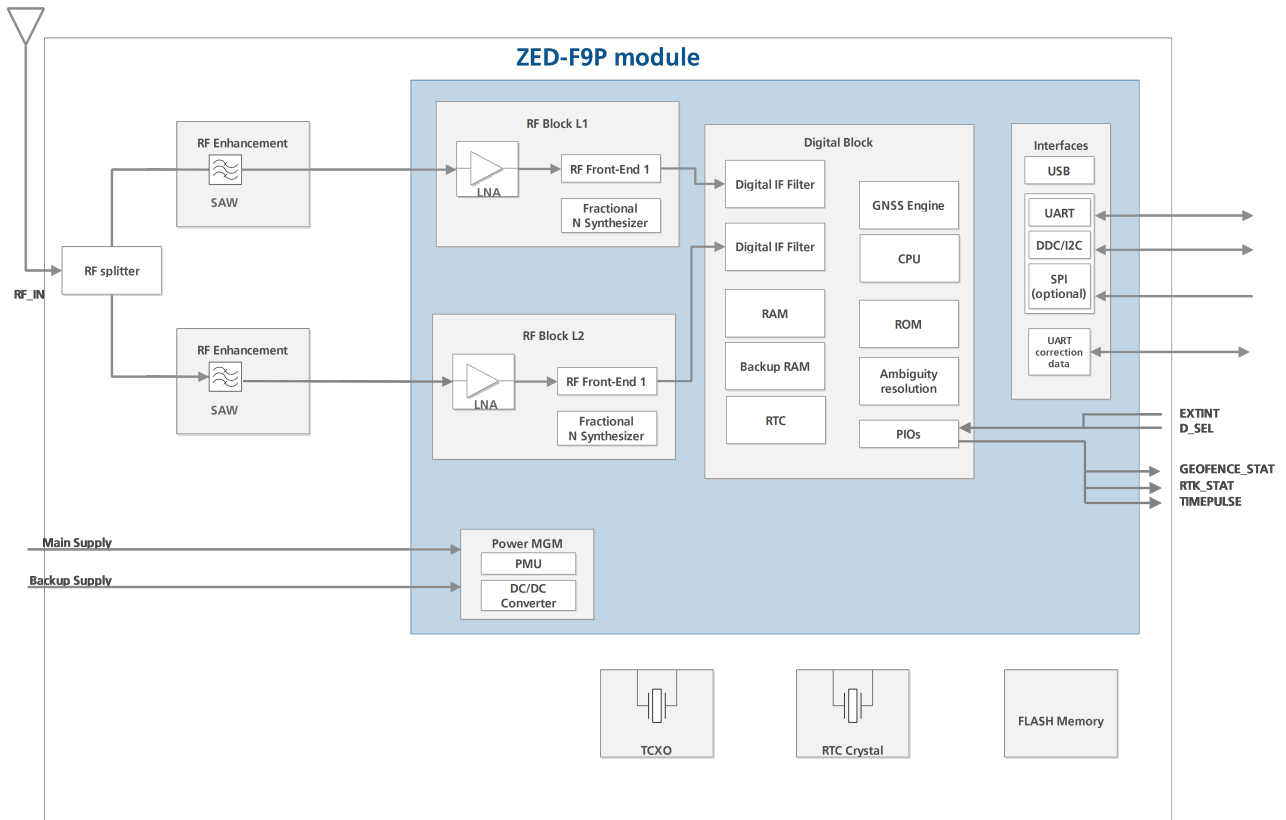 ZED-F9P module
RF Block L1
RF Enhancement
SAW
LNA
RF Front-End 1
Fractional
N Synthesizer
Digital Block
Digital IF Filter
Digital IF Filter
GNSS Engine
CPU
RAM
ROM
Backup RAM
Ambiguity
resolution
RTC
PIOs
Interfaces
USB
UART
DDC/I2C
SPI
(optional)
UART
correction
data
RF splitter
RF_IN
RF Enhancement
SAW
RF Block L2
LNA
RF Front-End 1
Fractional
N Synthesizer
EXTINT
D_SEL
GEOFENCE_STAT
RTK_STAT
TIMEPULSE
Main Supply
Backup Supply
Power MGM
PMU
DC/DC
Converter
TCXO
RTC Crystal
FLASH Memory